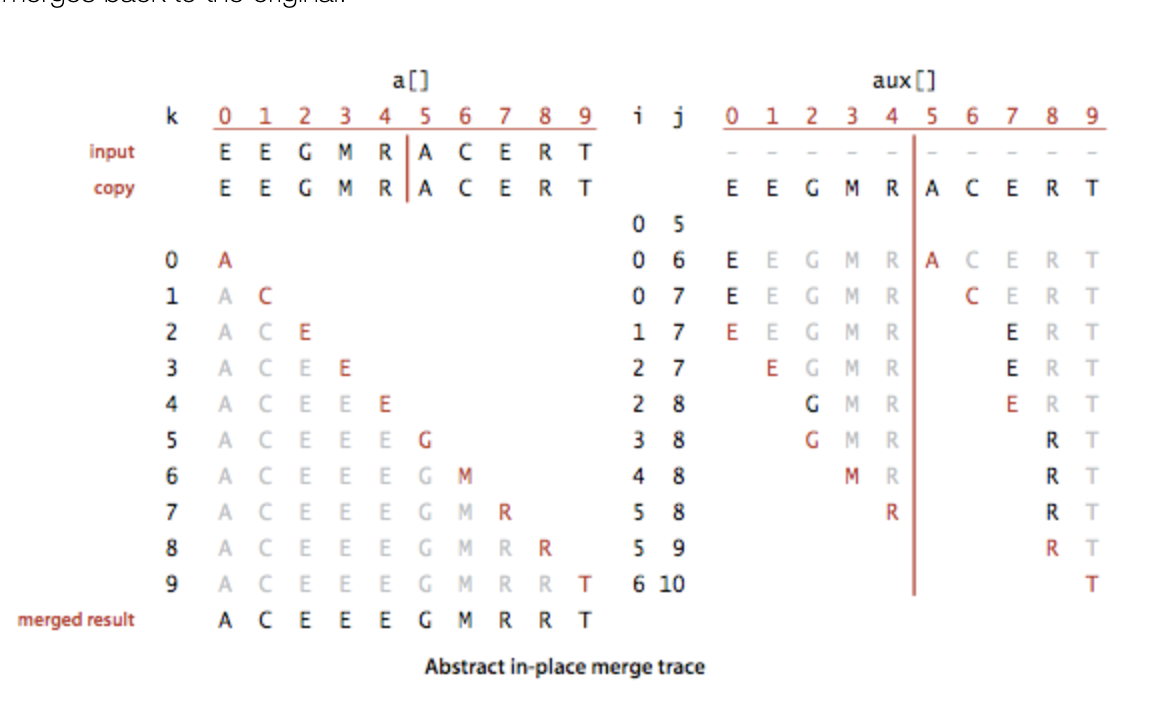 merges back to the original.
a[] aux[]
k 0 1 2 3 4 5 6 7 8 9 i j 0 1 2 3 4 5 6 7 8 9
input E E G M R A C E R T - - - - - - - - - -
copy E E G M R A C E R T E E G M R A C E R T
0 5
0 A 0 6 E E G M R A C E R T
1 A C 0 7 E E G M R C E R T
2 A C E 1 7 E E G M R E R T
3 A C E E 2 7 E G M R E R T
4 A C E E E 2 8 G M R E R T
5 A C E E E G 3 8 G M R R T
6 A C E E E G M 4 8 M R R T
7 A C E E E G M R 5 8 R R T
8 A C E E E G M R R 5 9 R T
9 A C E E E G M R R T 6 10 T
merged result A C E E E G M R R T
Abstract in-place merge trace